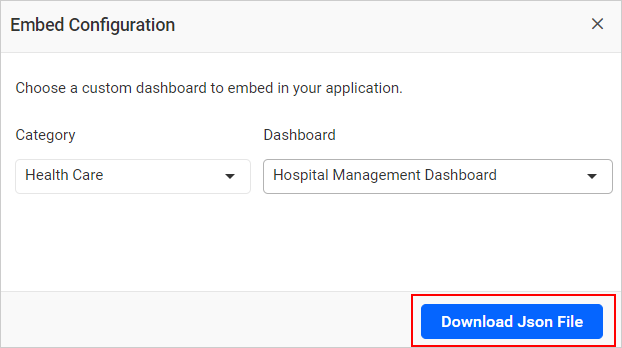 Embed Configuration
Choose a custom dashboard to embed in your application.
Category Dashboard
Health Care Hospital Management Dashboard
Download Json File